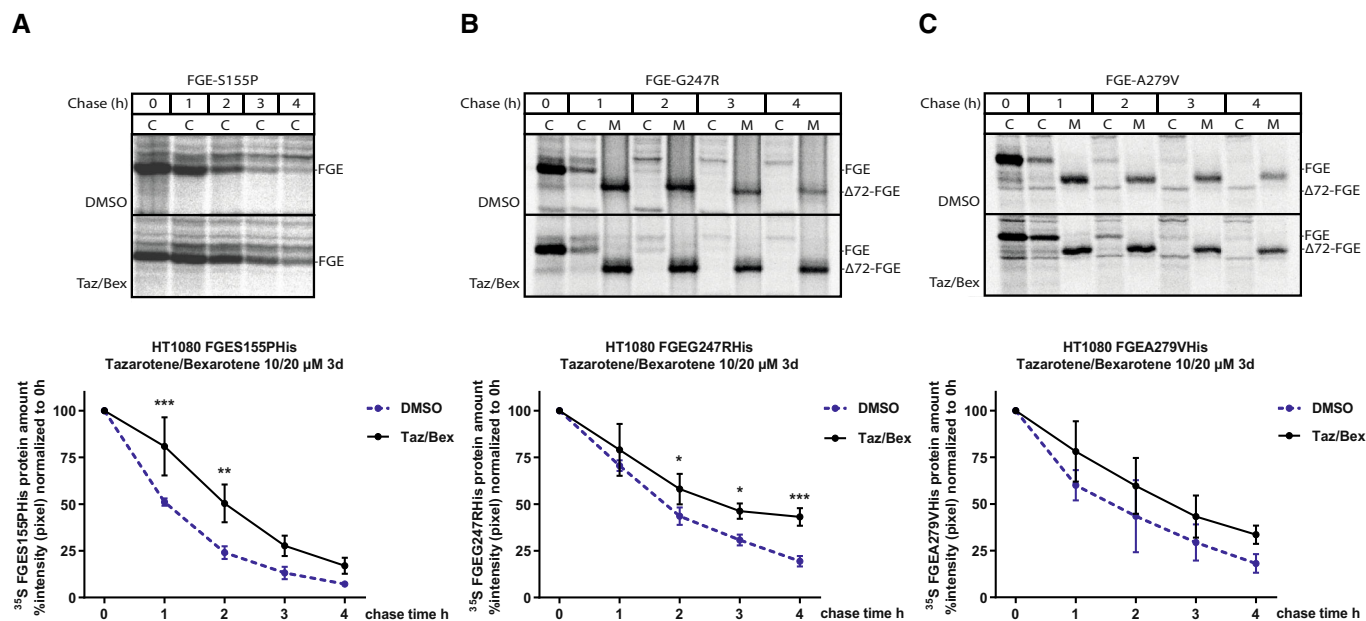 A
FGE-S155P
Chase (h) 0 1 2 3 4
C C C C C
FGE
DMSO
FGE
Taz/Bex
HT1080 FGES155PHis
Tazarotene/Bexarotene 10/20 µM 3d
35S FGES155PHis protein amount
%intensity (pixel) normalized to 0h
100
75
50
25
0
***
**
DMSO
Taz/Bex
0 1 2 3 4 chase time h
B
FGE-G247R
Chase (h) 0 1 2 3 4
C C M C M C M C M
FGE
Δ72-FGE
DMSO
FGE
Δ72-FGE
Taz/Bex
HT1080 FGEG247RHis
Tazarotene/Bexarotene 10/20 µM 3d
35S FGEG247RHis protein amount
%intensity (pixel) normalized to 0h
100
75
50
25
0
*
*
***
DMSO
Taz/Bex
0 1 2 3 4 chase time h
C
FGE-A279V
Chase (h) 0 1 2 3 4
C C M C M C M C M
FGE
Δ72-FGE
DMSO
FGE
Δ72-FGE
Taz/Bex
HT1080 FGEA279VHis
Tazarotene/Bexarotene 10/20 µM 3d
35S FGEA279VHis protein amount
%intensity (pixel) normalized to 0h
100
75
50
25
0
DMSO
Taz/Bex
0 1 2 3 4 chase time h